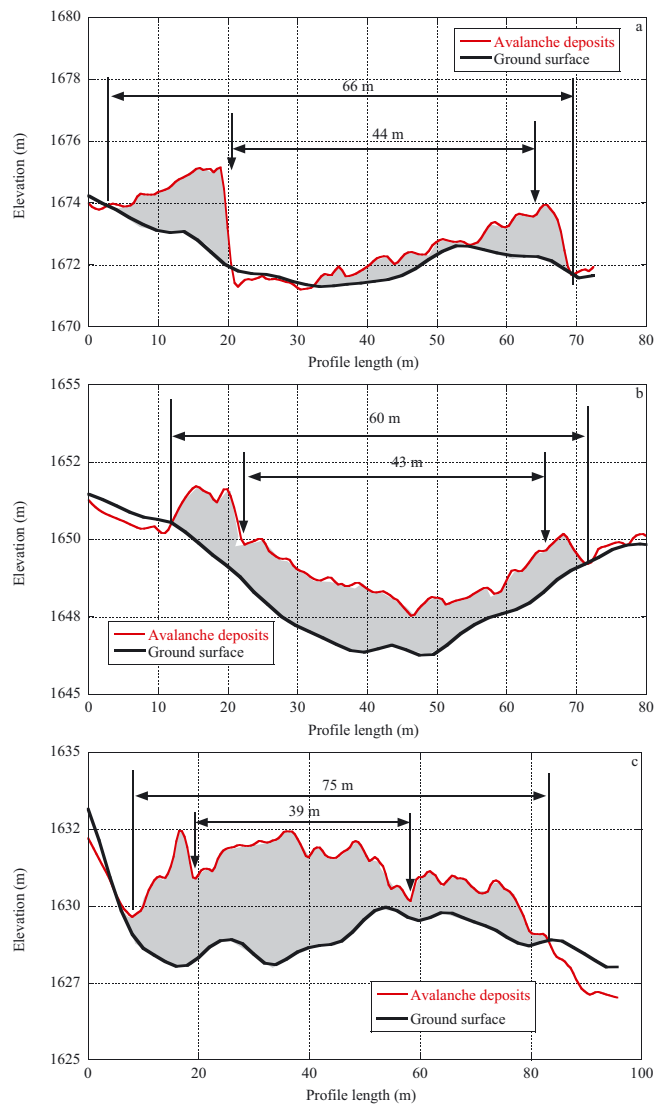 1680
a
Avalanche deposits
Ground surface
1678
66 m
1676
44 m
Elevation (m)
1674
1672
1670
0 10 20 30 40 50 60 70 80
Profile length (m)
1655
b
60 m
1652
43 m
Elevation (m)
1650
1648
Avalanche deposits
Ground surface
1645
0 10 20 30 40 50 60 70 80
Profile length (m)
1635
c
75 m
39 m
1632
Elevation (m)
1630
1627
Avalanche deposits
Ground surface
1625
0 20 40 60 80 100
Profile length (m)